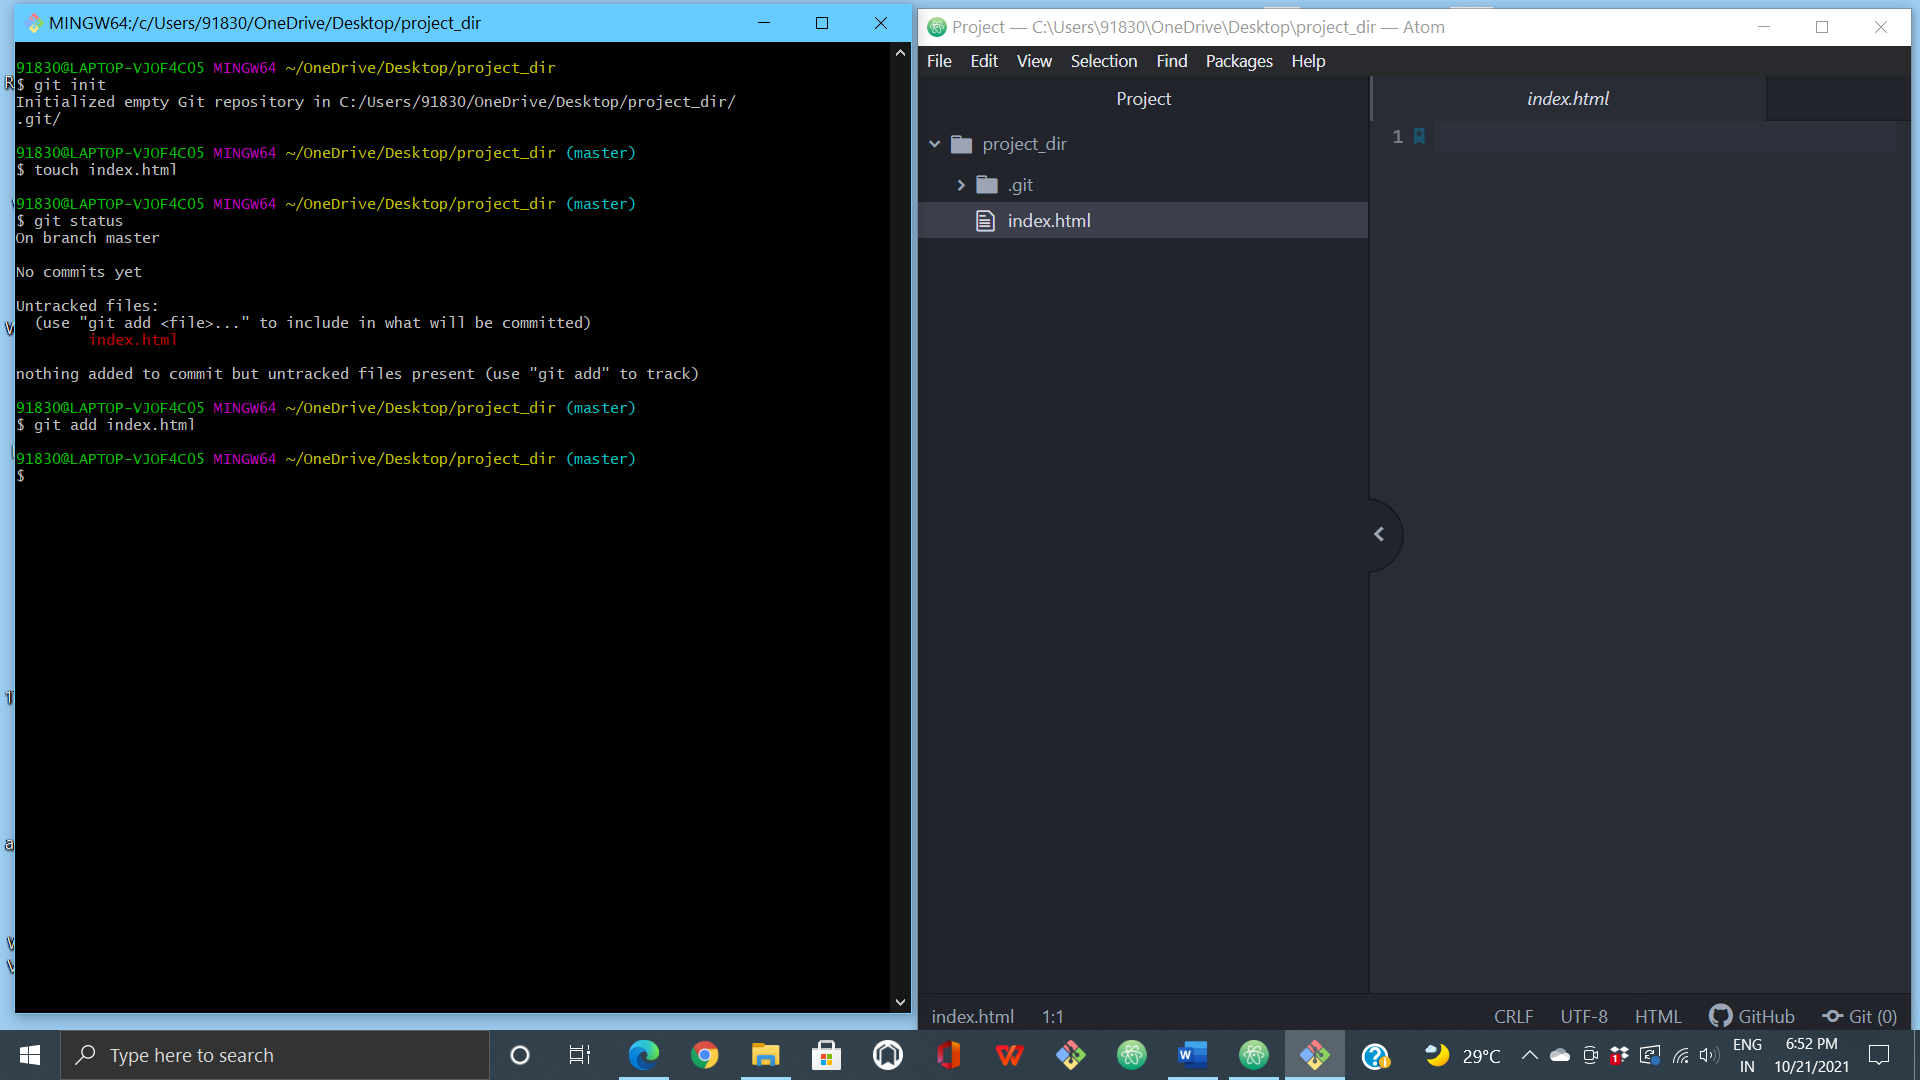 MINGW64:/c/Users/91830/OneDrive/Desktop/project_dir
91830@LAPTOP-VJOF4C05 MINGW64 ~/OneDrive/Desktop/project_dir
$ git init
Initialized empty Git repository in C:/Users/91830/OneDrive/Desktop/project_dir/
.git/
91830@LAPTOP-VJOF4C05 MINGW64 ~/OneDrive/Desktop/project_dir (master)
$ touch index.html
91830@LAPTOP-VJOF4C05 MINGW64 ~/OneDrive/Desktop/project_dir (master)
$ git status
On branch master
No commits yet
Untracked files:
(use "git add <file>..." to include in what will be committed)
index.html
nothing added to commit but untracked files present (use "git add" to track)
91830@LAPTOP-VJOF4C05 MINGW64 ~/OneDrive/Desktop/project_dir (master)
$ git add index.html
91830@LAPTOP-VJOF4C05 MINGW64 ~/OneDrive/Desktop/project_dir (master)
$
Project — C:\Users\91830\OneDrive\Desktop\project_dir — Atom
File Edit View Selection Find Packages Help
Project
index.html
project_dir
.git
index.html
1
index.html 1:1
CRLF UTF-8 HTML GitHub Git (0)
Type here to search
29°C
ENG
IN
6:52 PM
10/21/2021